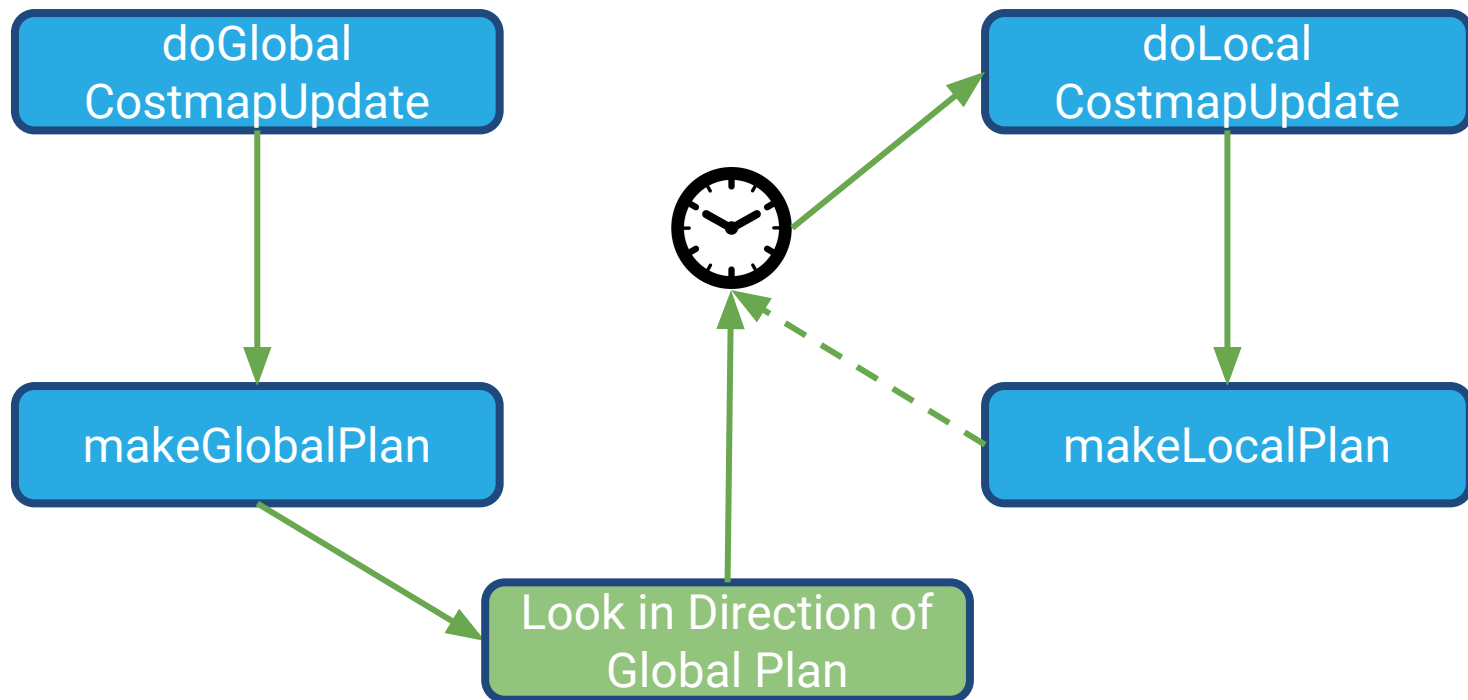 doGlobal
CostmapUpdate
doLocal
CostmapUpdate
makeGlobalPlan
makeLocalPlan
Look in Direction of
Global Plan